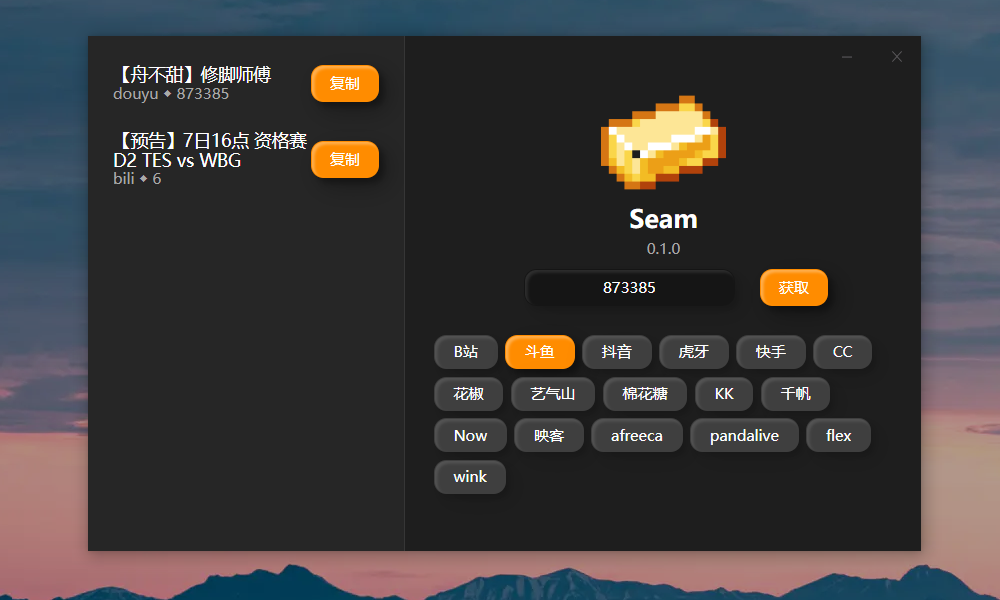 【舟不甜】修脚师傅
douyu ◆ 873385
复制
【预告】7日16点 资格赛
D2 TES vs WBG
bili ◆ 6
复制
Seam
0.1.0
873385
获取
B站 斗鱼 抖音 虎牙 快手 CC
花椒 艺气山 棉花糖 KK 千帆
Now 映客 afreeca pandalive flex
wink